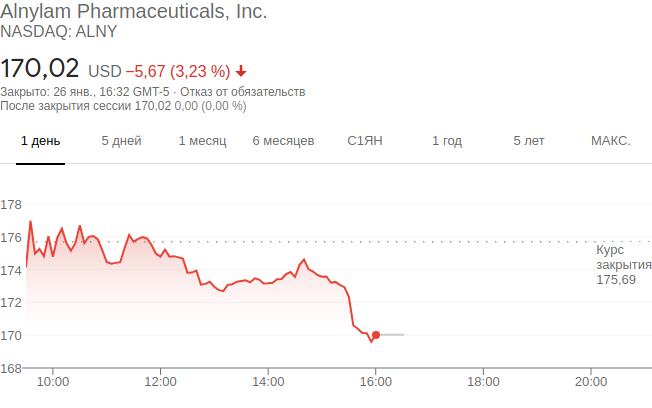 Alnylam Pharmaceuticals, Inc.
NASDAQ: ALNY
170,02 USD −5,67 (3,23 %)
Закрыто: 26 янв., 16:32 GMT-5 · Отказ от обязательств
После закрытия сессии 170,02 0,00 (0,00 %)
1 день 5 дней 1 месяц 6 месяцев С1ЯН 1 год 5 лет МАКС.
178
176
Курс
закрытия
175,69
174
172
170
168
10:00 12:00 14:00 16:00 18:00 20:00